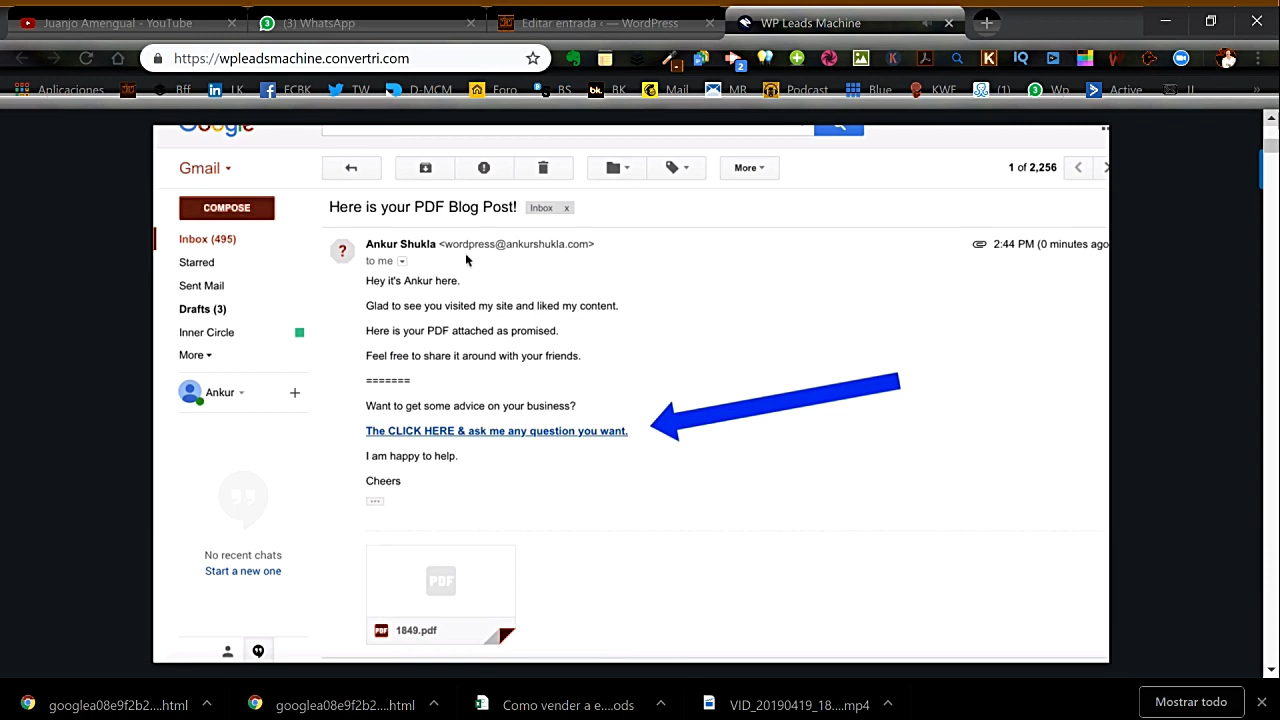 Juanjo Amengual - YouTube
(3) WhatsApp
Editar entrada ‹ — WordPress
WP Leads Machine
https://wpleadsmachine.convertri.com
Aplicaciones Bff LK FCBK TW D-MCM Foro BS BK Mail MR Podcast Blue KWF (1) Wp Active
Google
Gmail
More
1 of 2,256
COMPOSE
Here is your PDF Blog Post!
Inbox x
Inbox (495)
Ankur Shukla <wordpress@ankurshukla.com>
2:44 PM (0 minutes ago
Starred
to me
Sent Mail
Hey it's Ankur here.
Drafts (3)
Glad to see you visited my site and liked my content.
Inner Circle
Here is your PDF attached as promised.
More
Feel free to share it around with your friends.
=======
Ankur
Want to get some advice on your business?
The CLICK HERE & ask me any question you want.
I am happy to help.
Cheers
No recent chats
Start a new one
PDF
PDF 1849.pdf
googlea08e9f2b2....html
googlea08e9f2b2....html
Como vender a e....ods
VID_20190419_18....mp4
Mostrar todo